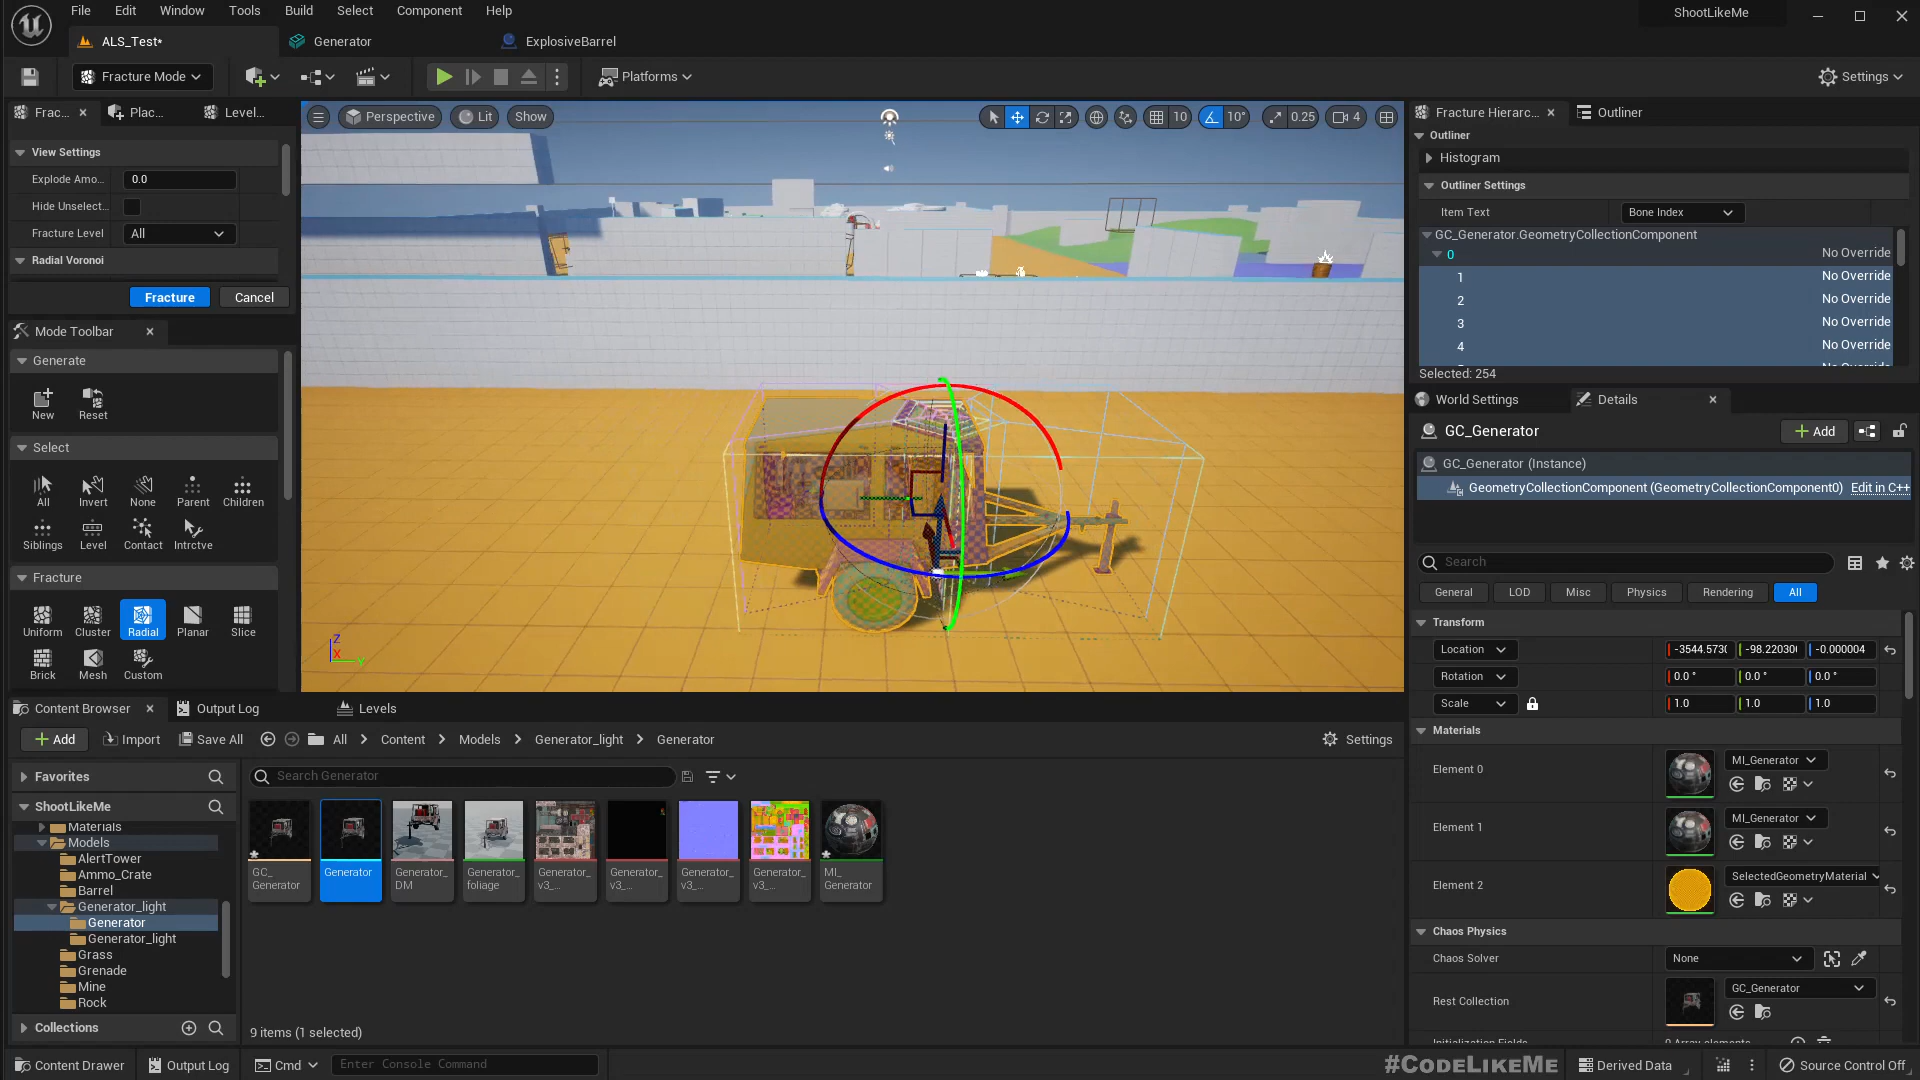 File Edit Window Tools Build Select Component Help
ShootLikeMe
ALS_Test*
Generator
ExplosiveBarrel
Fracture Mode
Platforms
Settings
Frac...
Plac...
Level...
View Settings
Explode Amo...
0.0
Hide Unselect...
Fracture Level
All
Radial Voronoi
Fracture
Cancel
Mode Toolbar
Generate
New
Reset
Select
All
Invert
None
Parent
Children
Siblings
Level
Contact
Intrctve
Fracture
Uniform
Cluster
Radial
Planar
Slice
Brick
Mesh
Custom
Perspective
Lit
Show
10
10°
0.25
4
Z
X
Y
Fracture Hierarc...
Outliner
Outliner
Histogram
Outliner Settings
Item Text
Bone Index
GC_Generator.GeometryCollectionComponent
0
No Override
1
No Override
2
No Override
3
No Override
4
No Override
Selected: 254
World Settings
Details
GC_Generator
Add
GC_Generator (Instance)
GeometryCollectionComponent (GeometryCollectionComponent0)
Edit in C++
Search
General
LOD
Misc
Physics
Rendering
All
Transform
Location
-3544.573
-98.22030
-0.000004
Rotation
0.0 °
0.0 °
0.0 °
Scale
1.0
1.0
1.0
Materials
Element 0
MI_Generator
Element 1
MI_Generator
Element 2
SelectedGeometryMaterial
Chaos Physics
Chaos Solver
None
Rest Collection
GC_Generator
Initialization Fields
0 Array elements
Content Browser
Output Log
Levels
Add
Import
Save All
All
Content
Models
Generator_light
Generator
Settings
Favorites
ShootLikeMe
Materials
Models
AlertTower
Ammo_Crate
Barrel
Generator_light
Generator
Generator_light
Grass
Grenade
Mine
Rock
Collections
Search Generator
GC_
Generator
Generator
Generator_
DM
Generator_
foliage
Generator_
v3_...
Generator_
v3_...
Generator_
v3_...
Generator_
v3_...
MI_
Generator
9 items (1 selected)
Content Drawer
Output Log
Cmd
Enter Console Command
#CODELIKEME
Derived Data
Source Control Off